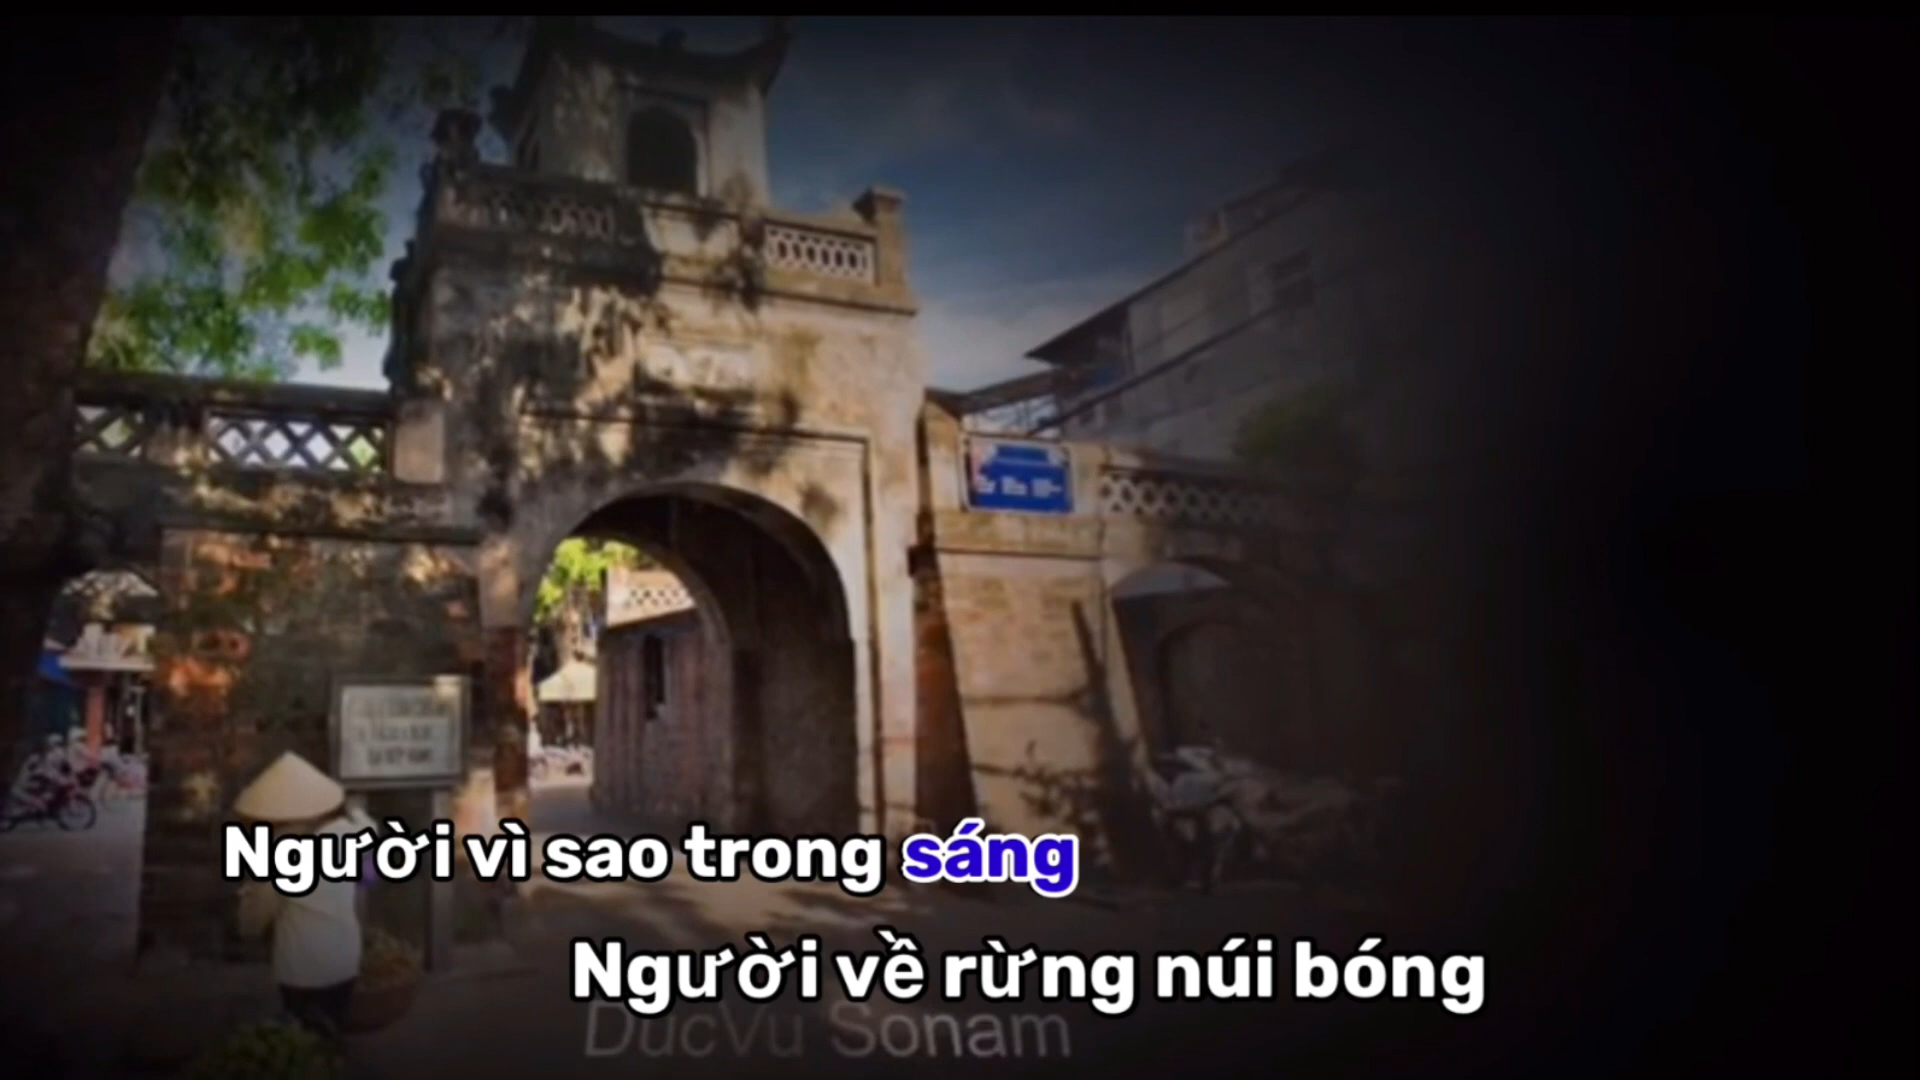 Người vì sao trong sáng
Người về rừng núi bóng
DucVu Sonam